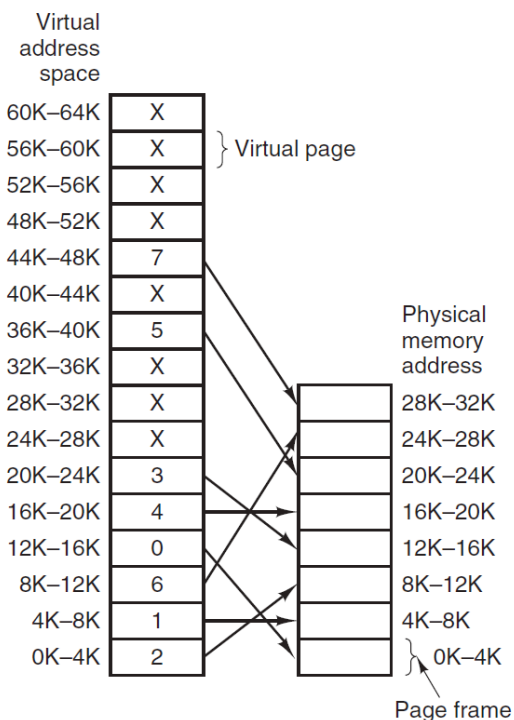 Virtual
address
space
60K–64K X
56K–60K X Virtual page
52K–56K X
48K–52K X
44K–48K 7
40K–44K X
36K–40K 5
32K–36K X
28K–32K X
24K–28K X
20K–24K 3
16K–20K 4
12K–16K 0
8K–12K 6
4K–8K 1
0K–4K 2
Physical
memory
address
28K–32K
24K–28K
20K–24K
16K–20K
12K–16K
8K–12K
4K–8K
0K–4K
Page frame